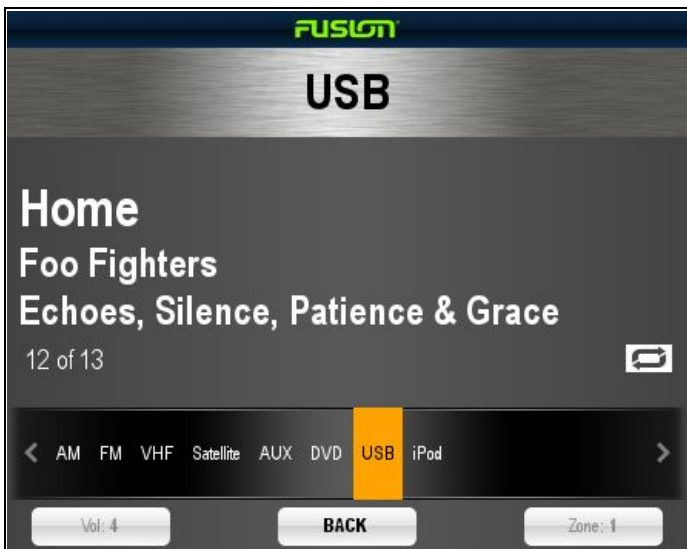 FUSION
USB
Home
Foo Fighters
Echoes, Silence, Patience & Grace
12 of 13
AM FM VHF Satellite AUX DVD USB iPod
Vol: 4 BACK Zone: 1